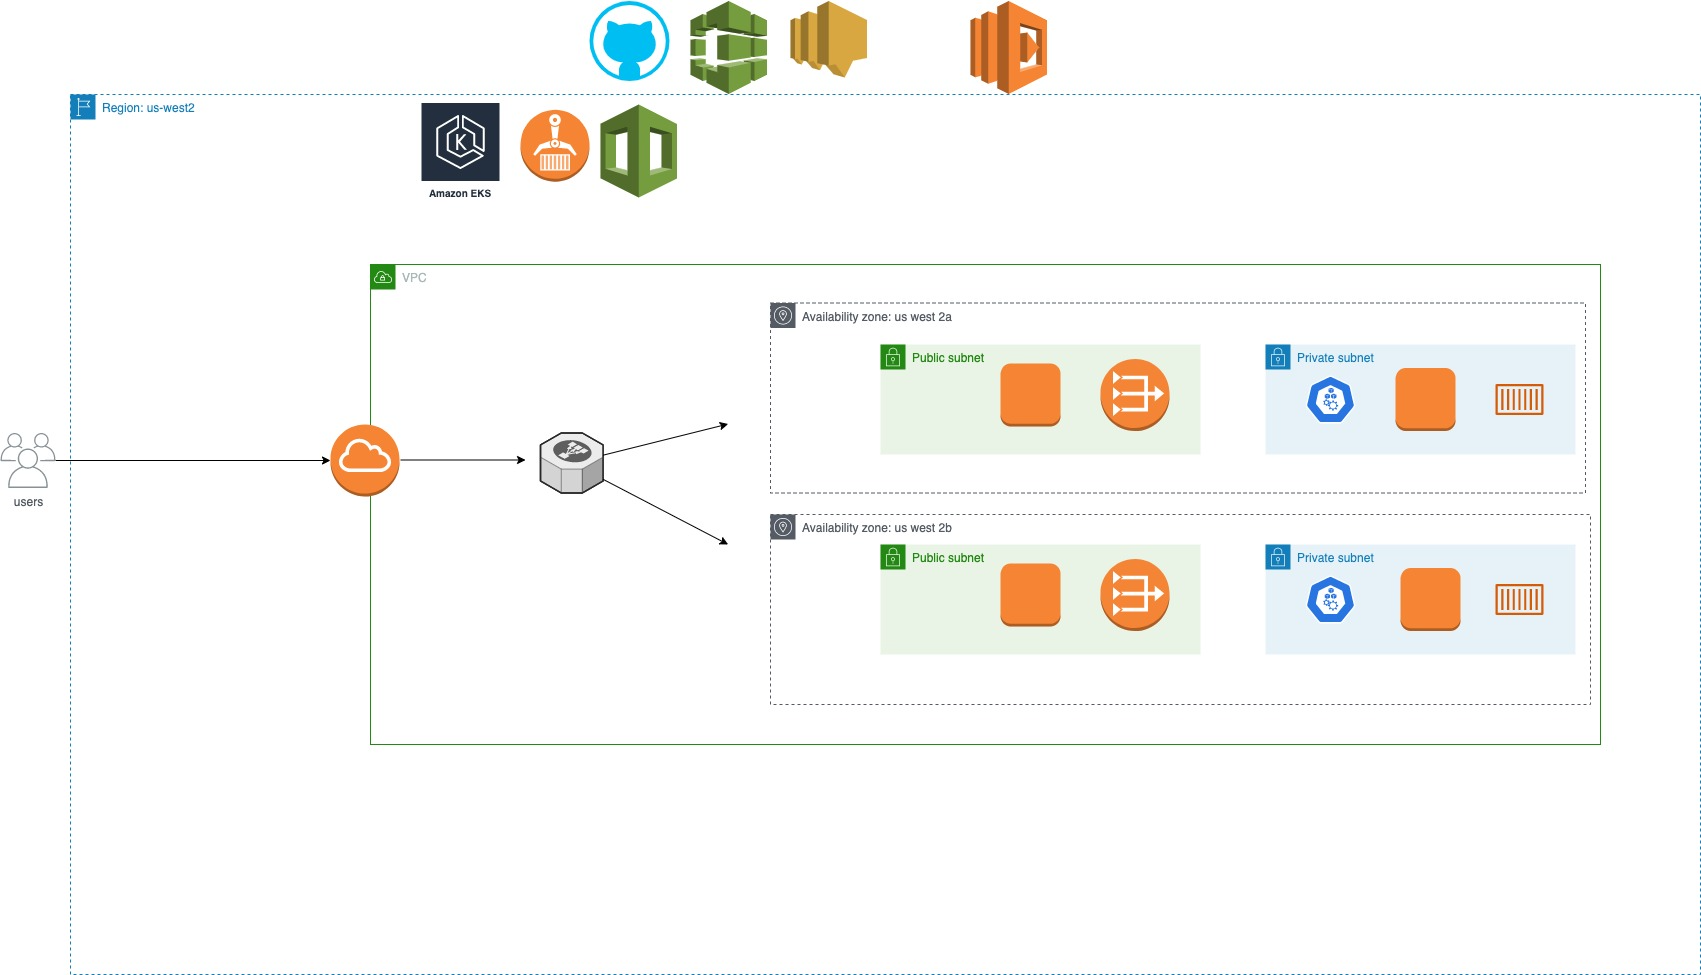 Region: us-west2
K
Amazon EKS
VPC
Availability zone: us west 2a
Public subnet
Private subnet
users
Availability zone: us west 2b
Public subnet
Private subnet